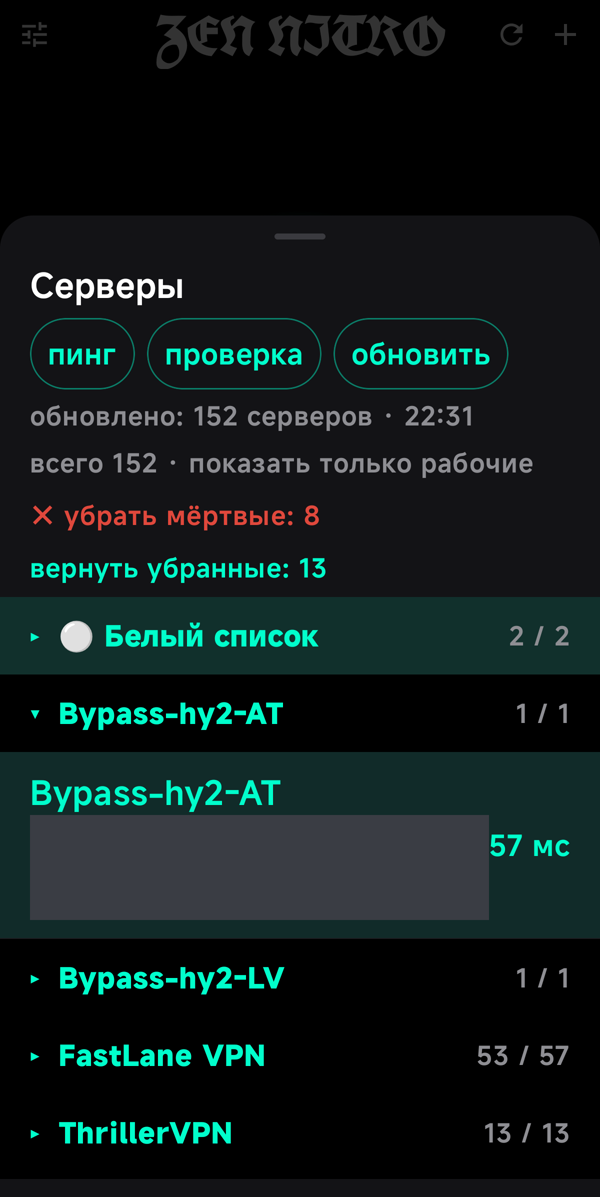 ZEN NITRO
Серверы
пинг проверка обновить
обновлено: 152 серверов · 22:31
всего 152 · показать только рабочие
✕ убрать мёртвые: 8
вернуть убранные: 13
▸ ⚪ Белый список 2 / 2
▾ Bypass-hy2-AT 1 / 1
Bypass-hy2-AT
57 мс
▸ Bypass-hy2-LV 1 / 1
▸ FastLane VPN 53 / 57
▸ ThrillerVPN 13 / 13